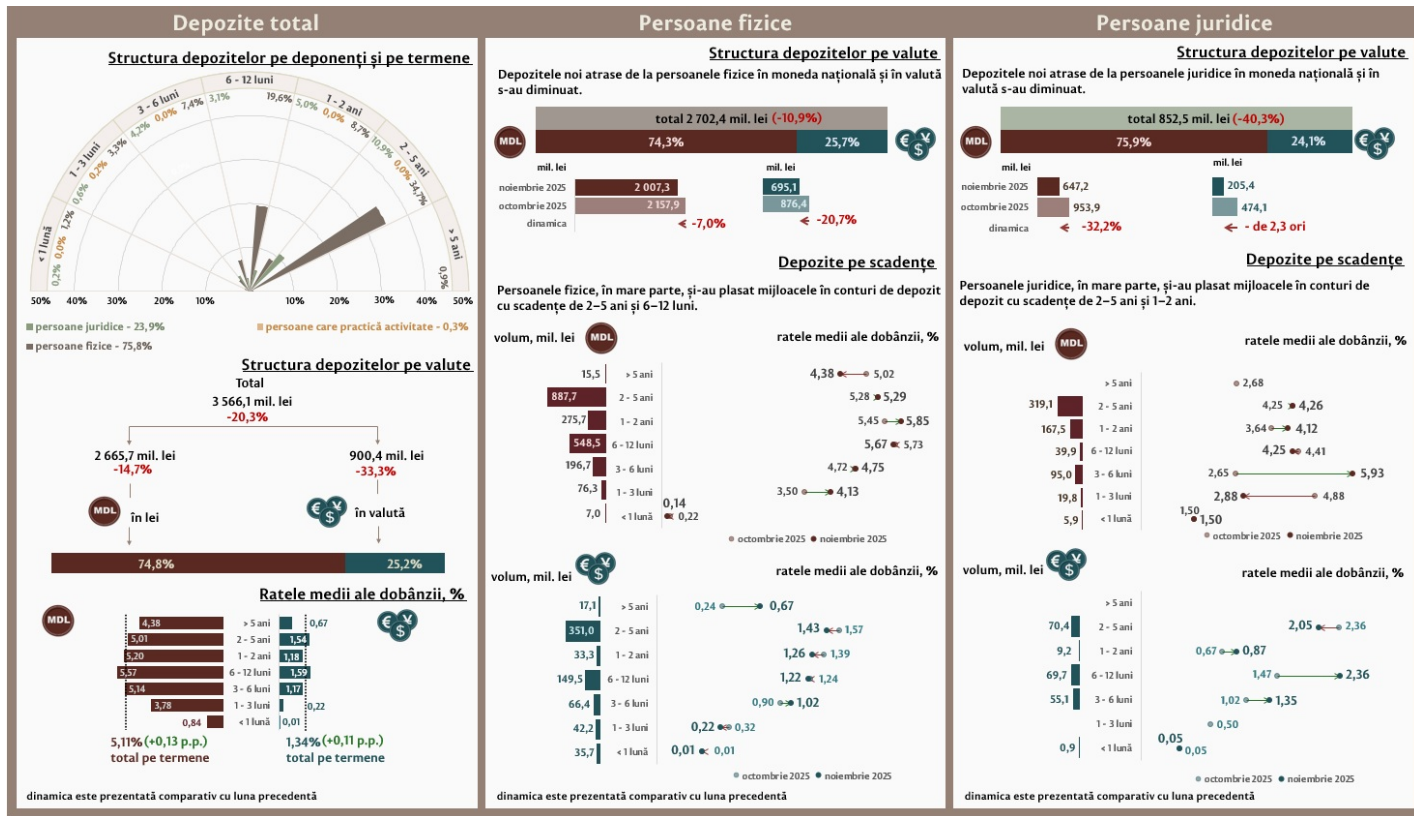 Depozite total
Structura depozitelor pe deponenți și pe termene
< 1 lună
1 - 3 luni
3 - 6 luni
6 - 12 luni
1 - 2 ani
2 - 5 ani
> 5 ani
0,2%
0,0%
1,2%
0,6%
0,2%
3,3%
4,2%
0,0%
7,4%
3,1%
19,6%
5,0%
0,0%
8,7%
10,9%
0,0%
34,7%
0,9%
50% 40% 30% 20% 10% 10% 20% 30% 40% 50%
persoane juridice - 23,9%
persoane care practică activitate - 0,3%
persoane fizice - 75,8%
Structura depozitelor pe valute
Total
3 566,1 mil. lei
-20,3%
2 665,7 mil. lei 900,4 mil. lei
-14,7% -33,3%
MDL în lei € ¥ $ în valută
74,8% 25,2%
Ratele medii ale dobânzii, %
MDL € ¥ $
4,38 > 5 ani 0,67
5,01 2 - 5 ani 1,54
5,20 1 - 2 ani 1,18
5,57 6 - 12 luni 1,59
5,14 3 - 6 luni 1,17
3,78 1 - 3 luni 0,22
0,84 < 1 lună 0,01
5,11% (+0,13 p.p.) 1,34% (+0,11 p.p.)
total pe termene total pe termene
dinamica este prezentată comparativ cu luna precedentă
Persoane fizice
Structura depozitelor pe valute
Depozitele noi atrase de la persoanele fizice în moneda națională și în valută
s-au diminuat.
total 2 702,4 mil. lei (-10,9%)
MDL 74,3% 25,7% € ¥ $
mil. lei mil. lei
noiembrie 2025 2 007,3 695,1
octombrie 2025 2 157,9 876,4
dinamica -7,0% -20,7%
Depozite pe scadențe
Persoanele fizice, în mare parte, și-au plasat mijloacele în conturi de depozit
cu scadențe de 2–5 ani și 6–12 luni.
volum, mil. lei MDL ratele medii ale dobânzii, %
15,5 > 5 ani 4,38 5,02
887,7 2 - 5 ani 5,28 5,29
275,7 1 - 2 ani 5,45 5,85
548,5 6 - 12 luni 5,67 5,73
196,7 3 - 6 luni 4,72 4,75
76,3 1 - 3 luni 3,50 4,13
7,0 < 1 lună 0,14 0,22
octombrie 2025 noiembrie 2025
volum, mil. lei € ¥ $ ratele medii ale dobânzii, %
17,1 > 5 ani 0,24 0,67
351,0 2 - 5 ani 1,43 1,57
33,3 1 - 2 ani 1,26 1,39
149,5 6 - 12 luni 1,22 1,24
66,4 3 - 6 luni 0,90 1,02
42,2 1 - 3 luni 0,22 0,32
35,7 < 1 lună 0,01 0,01
octombrie 2025 noiembrie 2025
dinamica este prezentată comparativ cu luna precedentă
Persoane juridice
Structura depozitelor pe valute
Depozitele noi atrase de la persoanele juridice în moneda națională și în
valută s-au diminuat.
total 852,5 mil. lei (-40,3%)
MDL 75,9% 24,1% € ¥ $
mil. lei mil. lei
noiembrie 2025 647,2 205,4
octombrie 2025 953,9 474,1
dinamica -32,2% - de 2,3 ori
Depozite pe scadențe
Persoanele juridice, în mare parte, și-au plasat mijloacele în conturi de
depozit cu scadențe de 2–5 ani și 1–2 ani.
volum, mil. lei MDL ratele medii ale dobânzii, %
> 5 ani 2,68
319,1 2 - 5 ani 4,25 4,26
167,5 1 - 2 ani 3,64 4,12
39,9 6 - 12 luni 4,25 4,41
95,0 3 - 6 luni 2,65 5,93
19,8 1 - 3 luni 2,88 4,88
5,9 < 1 lună 1,50 1,50
octombrie 2025 noiembrie 2025
volum, mil. lei € ¥ $ ratele medii ale dobânzii, %
> 5 ani
70,4 2 - 5 ani 2,05 2,36
9,2 1 - 2 ani 0,67 0,87
69,7 6 - 12 luni 1,47 2,36
55,1 3 - 6 luni 1,02 1,35
1 - 3 luni 0,50
0,9 < 1 lună 0,05 0,05
octombrie 2025 noiembrie 2025
dinamica este prezentată comparativ cu luna precedentă